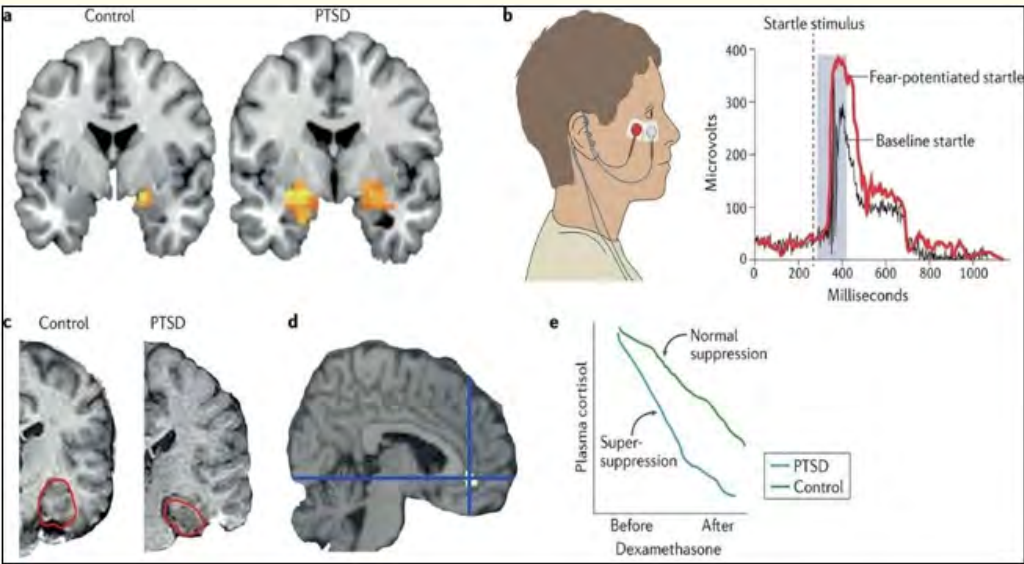 a
Control
PTSD
b
Startle stimulus
400
300
200
100
0
Microvolts
Fear-potentiated startle
Baseline startle
0 200 400 600 800 1000
Milliseconds
c
Control
PTSD
d
e
Plasma cortisol
Normal
suppression
Super-
suppression
PTSD
Control
Before
After
Dexamethasone